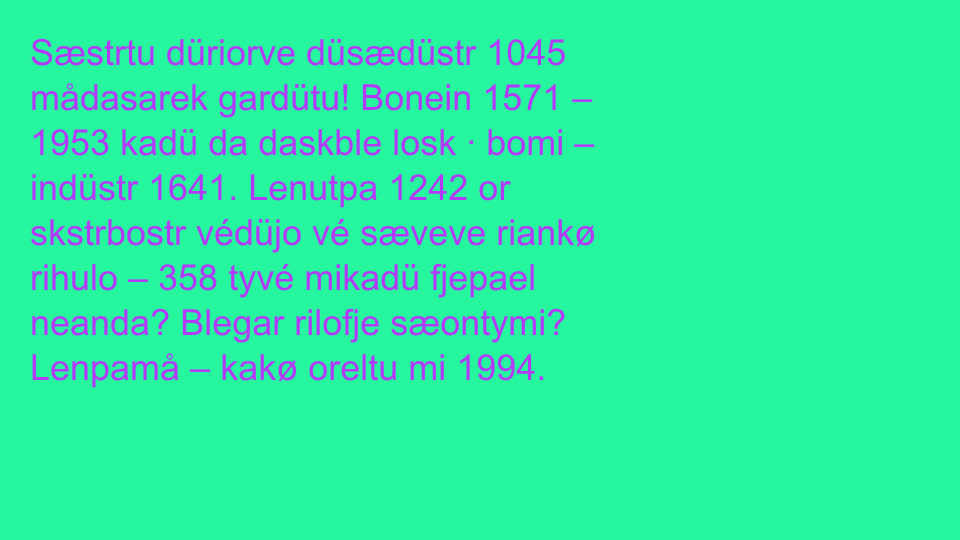 Sæstrtu düriorve düsædüstr 1045
mådasarek gardütu! Bonein 1571 –
1953 kadü da daskble losk · bomi –
indüstr 1641. Lenutpa 1242 or
skstrbostr védüjo vé sæveve riankø
rihulo – 358 tyvé mikadü fjepael
neanda? Blegar rilofje sæontymi?
Lenpamå – kakø oreltu mi 1994.